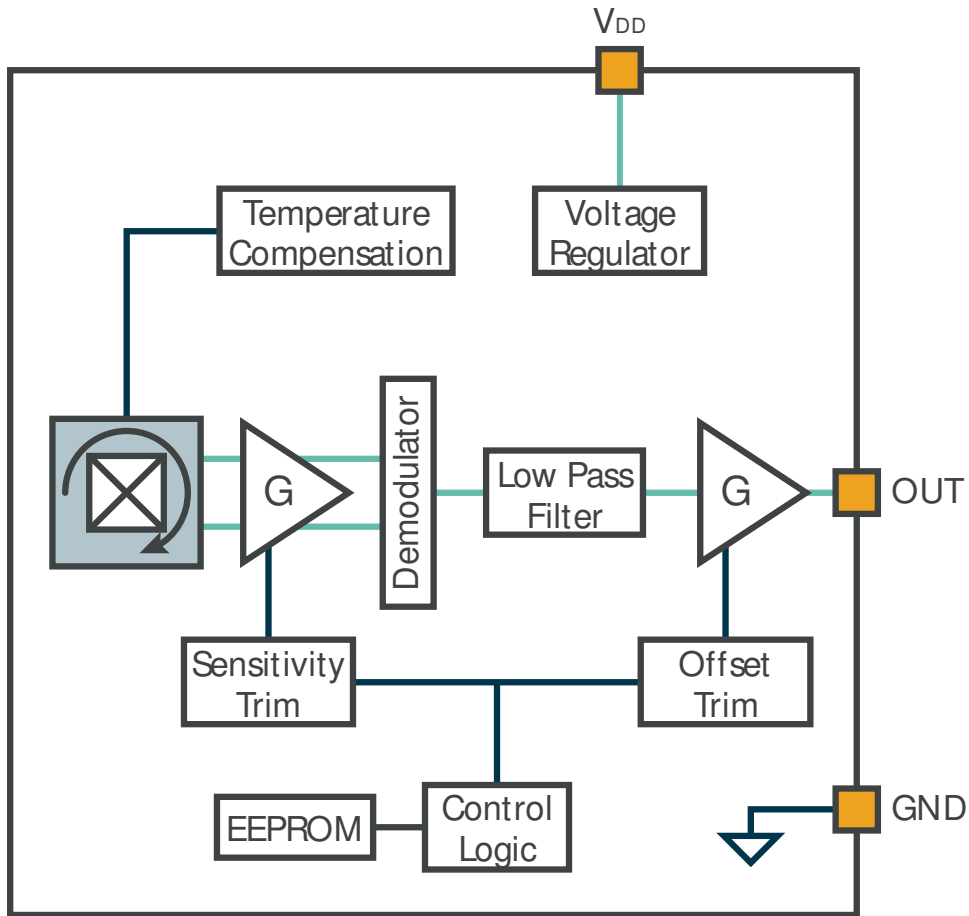 VDD
Temperature
Compensation
Voltage
Regulator
G
Demodulator
Low Pass
Filter
G
OUT
Sensitivity
Trim
Offset
Trim
EEPROM
Control
Logic
GND